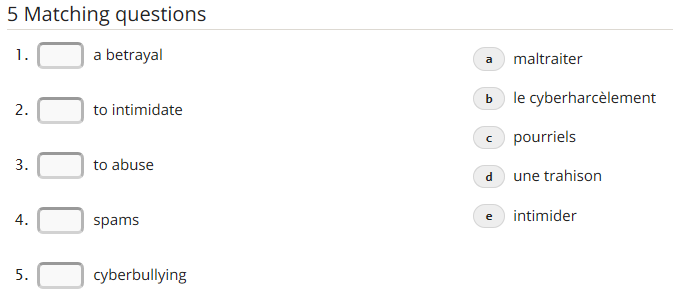 5 Matching questions
1. a betrayal
2. to intimidate
3. to abuse
4. spams
5. cyberbullying
a maltraiter
b le cyberharcèlement
c pourriels
d une trahison
e intimider